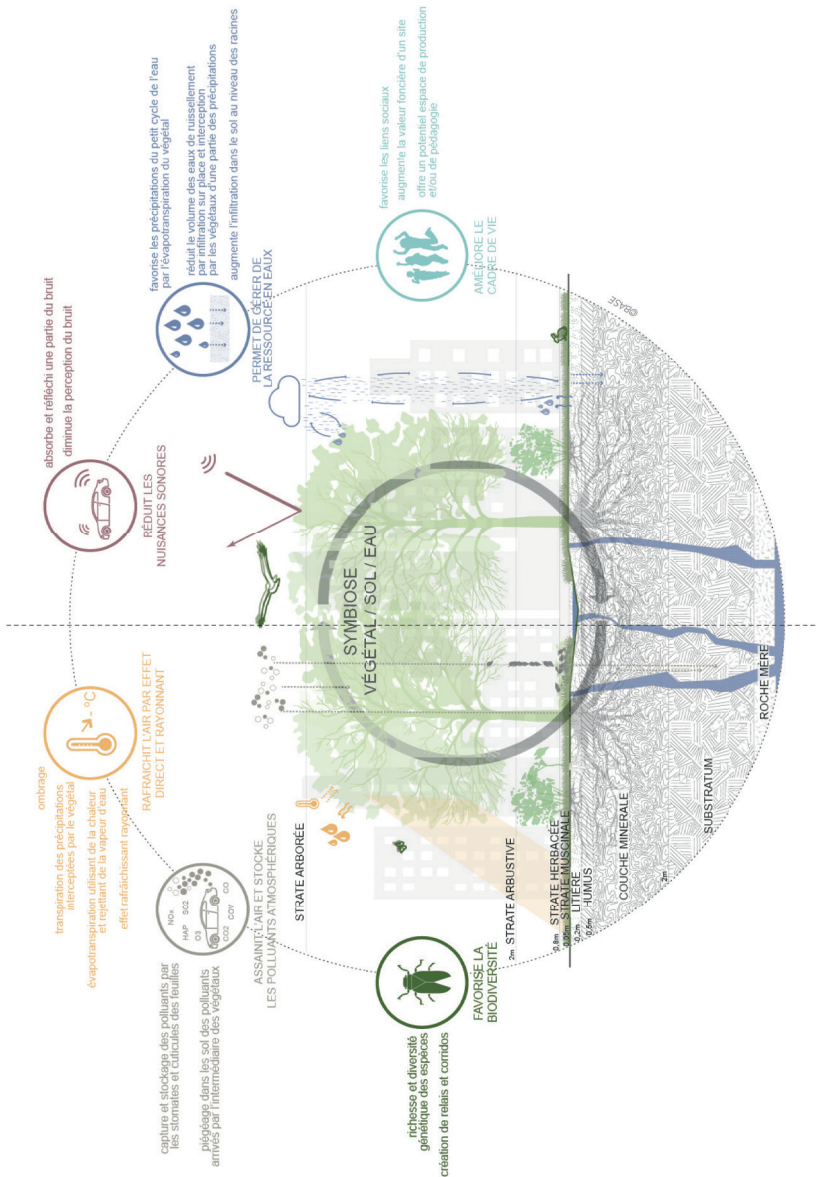 ombrage
transpiration des précipitations
interceptées par le végétal
évapotranspiration utilisant de la chaleur
et rejettant de la vapeur d'eau
effet rafraîchissant rayonnant
- °C
RAFRAICHIT L'AIR PAR EFFET
DIRECT ET RAYONNANT
absorbe et réfléchi une partie du bruit
diminue la perception du bruit
RÉDUIT LES
NUISANCES SONORES
favorise les précipitations du petit cycle de l'eau
par l'évapotranspiration du végétal
réduit le volume des eaux de ruissellement
par infiltration sur place et interception
par les végétaux d'une partie des précipitations
augmente l'infiltration dans le sol au niveau des racines
PERMET DE GÉRER DE
LA RESSOURCE EN EAUX
capture et stockage des polluants par
les stomates et cuticules des feuilles
piégéage dans les sol des polluants
arrivés par l'intermédiaire des végétaux
NOx
HAP SO2
O3
CO2 COV CO
ASSAINIT L'AIR ET STOCKE
LES POLLUANTS ATMOSPHÉRIQUES
favorise les liens sociaux
augmente la valeur foncière d'un site
offre un potentiel espace de production
et/ou de pédagogie
AMÉLIORE LE
CADRE DE VIE
richesse et diversité
génétique des espèces
création de relais et corridos
FAVORISE LA
BIODIVERSITÉ
SYMBIOSE
VÉGÉTAL / SOL / EAU
STRATE ARBORÉE
2m STRATE ARBUSTIVE
0,8m STRATE HERBACÉE
0,05m STRATE MUSCINALE
LITIÈRE
-0,2m HUMUS
-0,6m
COUCHE MINERALE
2m
SUBSTRATUM
ROCHE MÈRE
©BASE